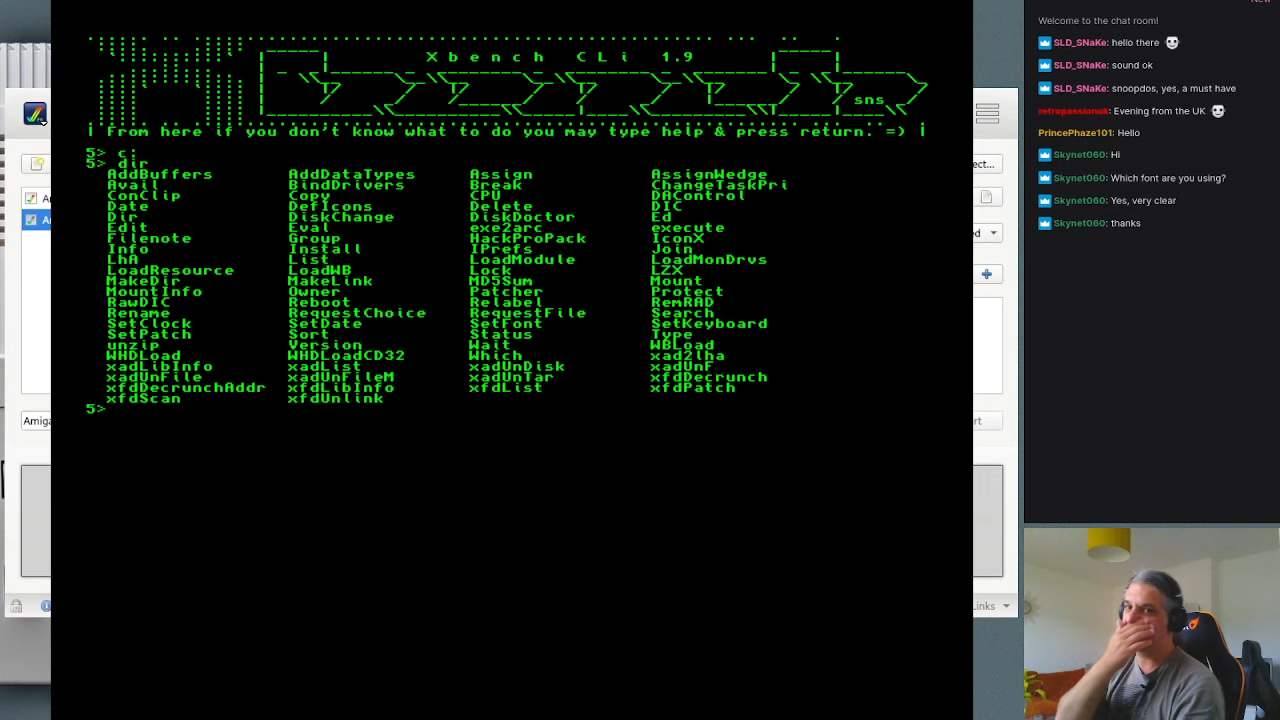 Xbench CLi 1.9
sns
¡ From here if you don't know what to do you may type help & press return. =) ¡
5> c:
5> dir
AddBuffers AddDataTypes Assign AssignWedge
Avail BindDrivers Break ChangeTaskPri
ConClip Copy CPU DAControl
Date DefIcons Delete DIC
Dir DiskChange DiskDoctor Ed
Edit Eval exe2arc execute
Filenote Group HackProPack IconX
Info Install IPrefs Join
LhA List LoadModule LoadMonDrvs
LoadResource LoadWB Lock LZX
MakeDir MakeLink MD5Sum Mount
MountInfo Owner Patcher Protect
RawDIC Reboot Relabel RemRAD
Rename RequestChoice RequestFile Search
SetClock SetDate SetFont SetKeyboard
SetPatch Sort Status Type
unzip Version Wait WBLoad
WHDLoad WHDLoadCD32 Which xad2lha
xadLibInfo xadList xadUnDisk xadUnF
xadUnFile xadUnFileM xadUnTar xfdDecrunch
xfdDecrunchAddr xfdLibInfo xfdList xfdPatch
xfdScan xfdUnlink
5>
Amiga
ect...
ed
rt
Links
Welcome to the chat room!
SLD_SNaKe: hello there
SLD_SNaKe: sound ok
SLD_SNaKe: snoopdos, yes, a must have
retropassionuk: Evening from the UK
PrincePhaze101: Hello
Skynet060: Hi
Skynet060: Which font are you using?
Skynet060: Yes, very clear
Skynet060: thanks